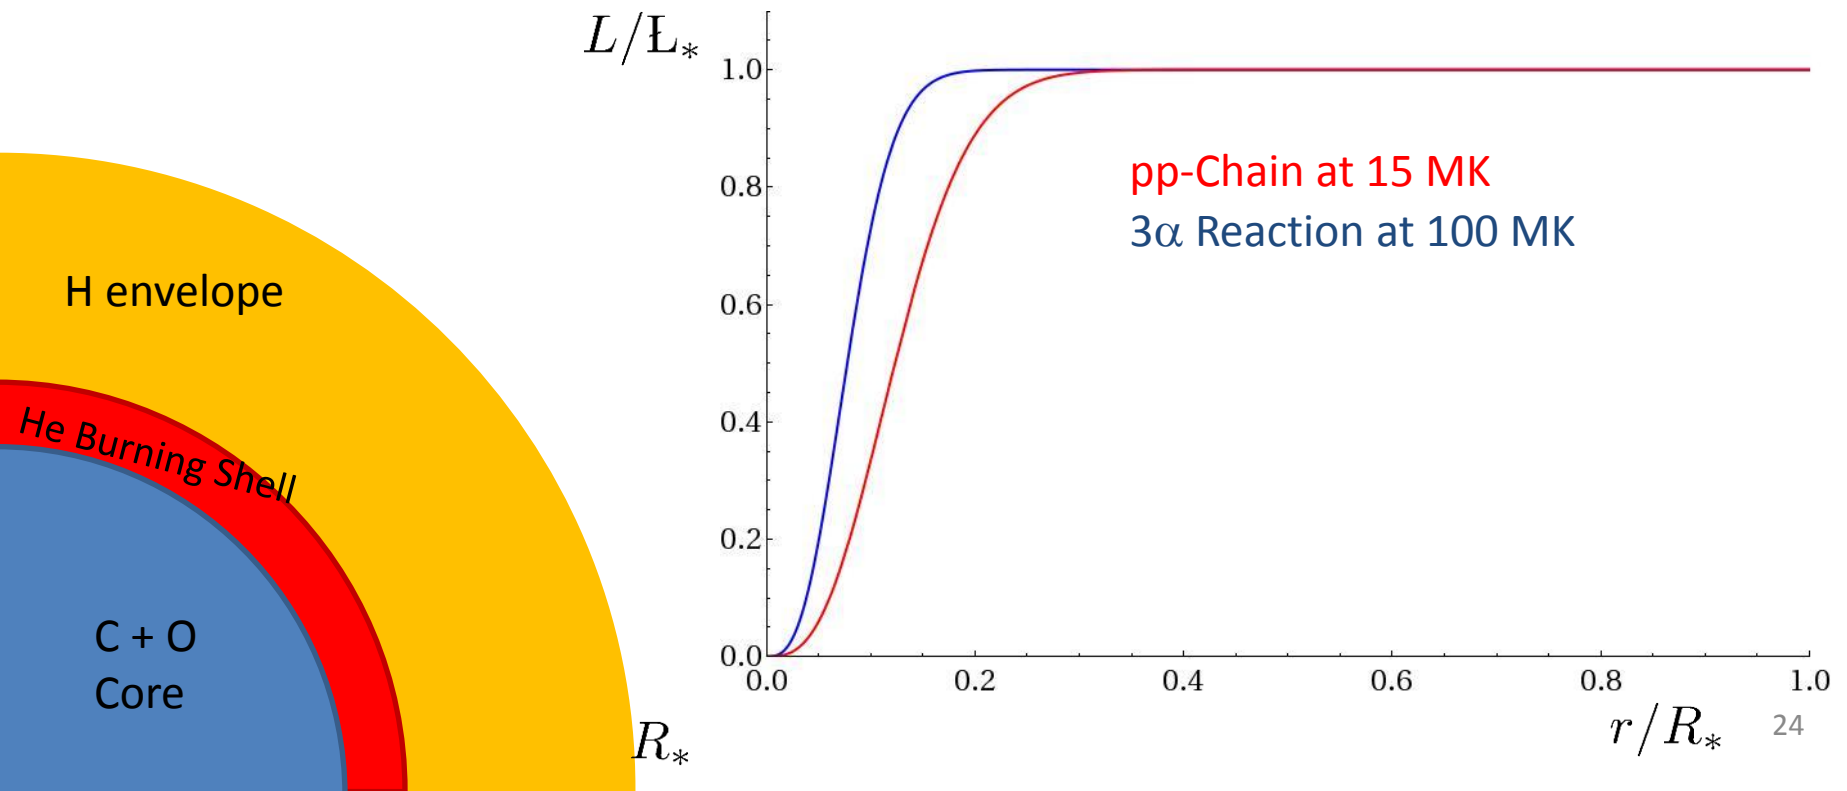 L/Ł*
1.0
0.8
0.6
0.4
0.2
0.0
0.0 0.2 0.4 0.6 0.8 1.0
r/R*
pp-Chain at 15 MK
3α Reaction at 100 MK
H envelope
He Burning Shell
C + O
Core
R*
24